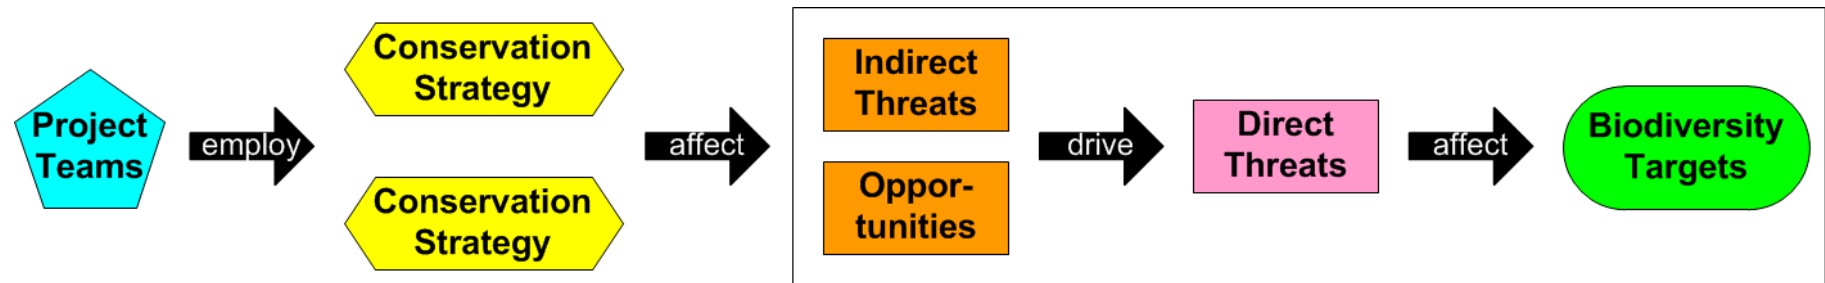 Project
Teams
employ
Conservation
Strategy
Conservation
Strategy
affect
Indirect
Threats
Oppor-
tunities
drive
Direct
Threats
affect
Biodiversity
Targets